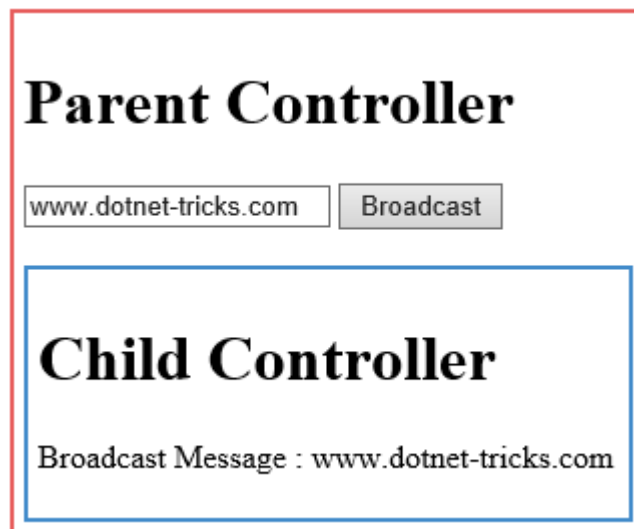 Parent Controller
www.dotnet-tricks.com Broadcast
Child Controller
Broadcast Message : www.dotnet-tricks.com